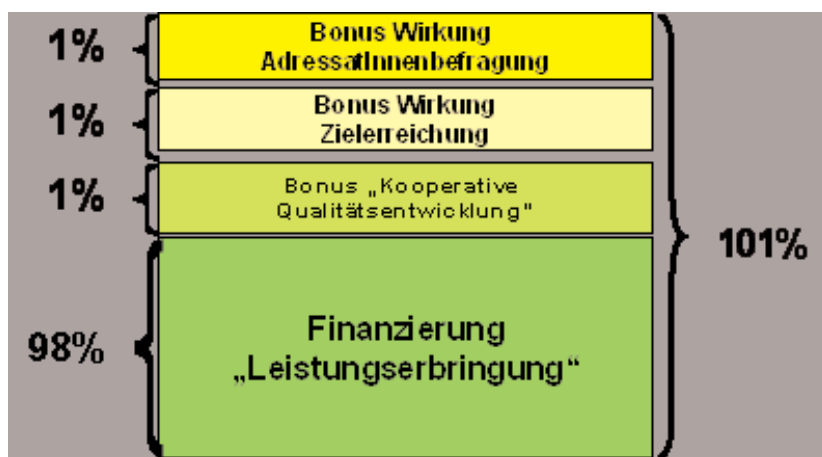 1%
Bonus Wirkung
AdressatInnenbefragung
1%
Bonus Wirkung
Zielerreichung
1%
Bonus „Kooperative
Qualitätsentwicklung"
101%
98%
Finanzierung
„Leistungserbringung“